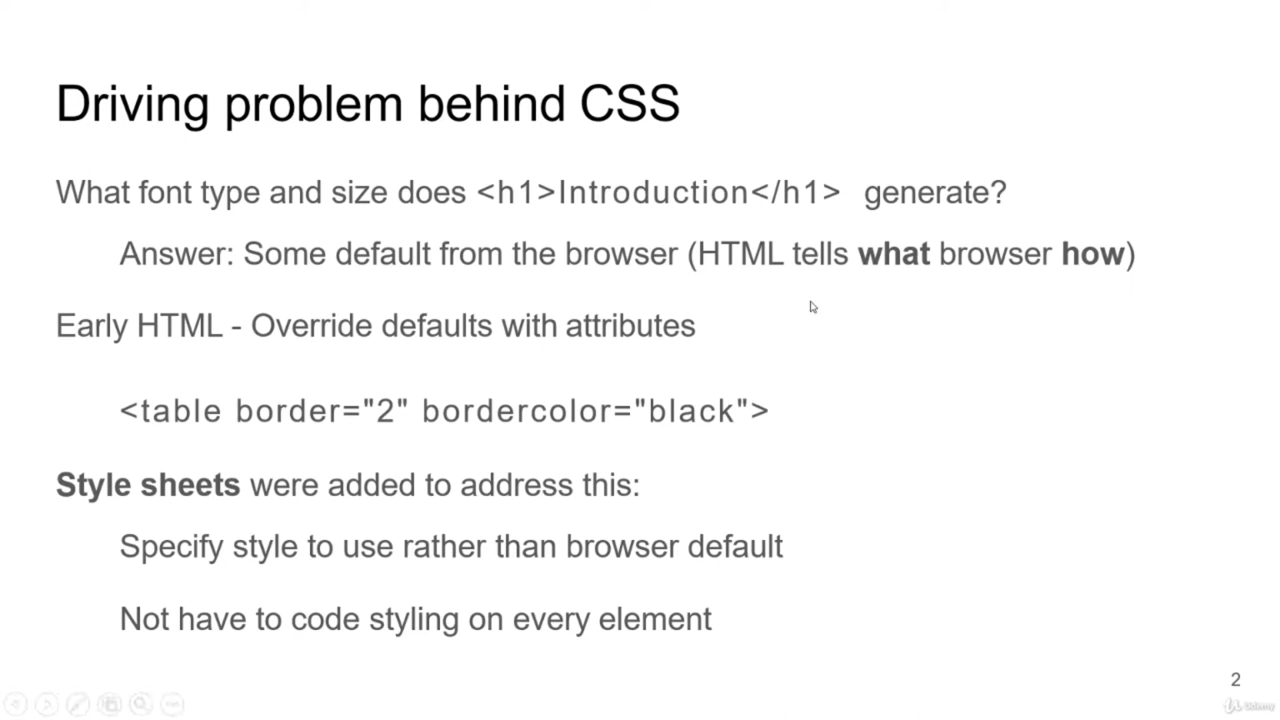 Driving problem behind CSS
What font type and size does <h1>Introduction</h1> generate?
Answer: Some default from the browser (HTML tells what browser how)
Early HTML - Override defaults with attributes
<table border="2" bordercolor="black">
Style sheets were added to address this:
Specify style to use rather than browser default
Not have to code styling on every element
2
Udemy